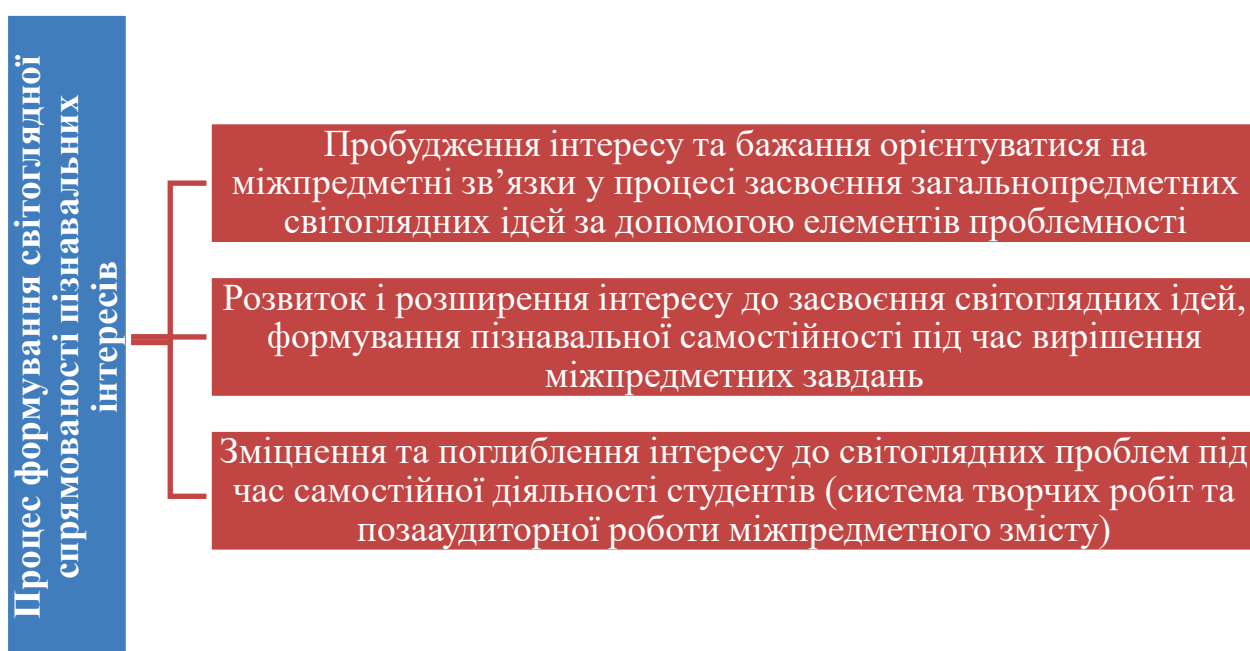 Процес формування світоглядної
спрямованості пізнавальних
інтересів
Пробудження інтересу та бажання орієнтуватися на
міжпредметні зв’язки у процесі засвоєння загальнопредметних
світоглядних ідей за допомогою елементів проблемності
Розвиток і розширення інтересу до засвоєння світоглядних ідей,
формування пізнавальної самостійності під час вирішення
міжпредметних завдань
Зміцнення та поглиблення інтересу до світоглядних проблем під
час самостійної діяльності студентів (система творчих робіт та
позааудиторної роботи міжпредметного змісту)